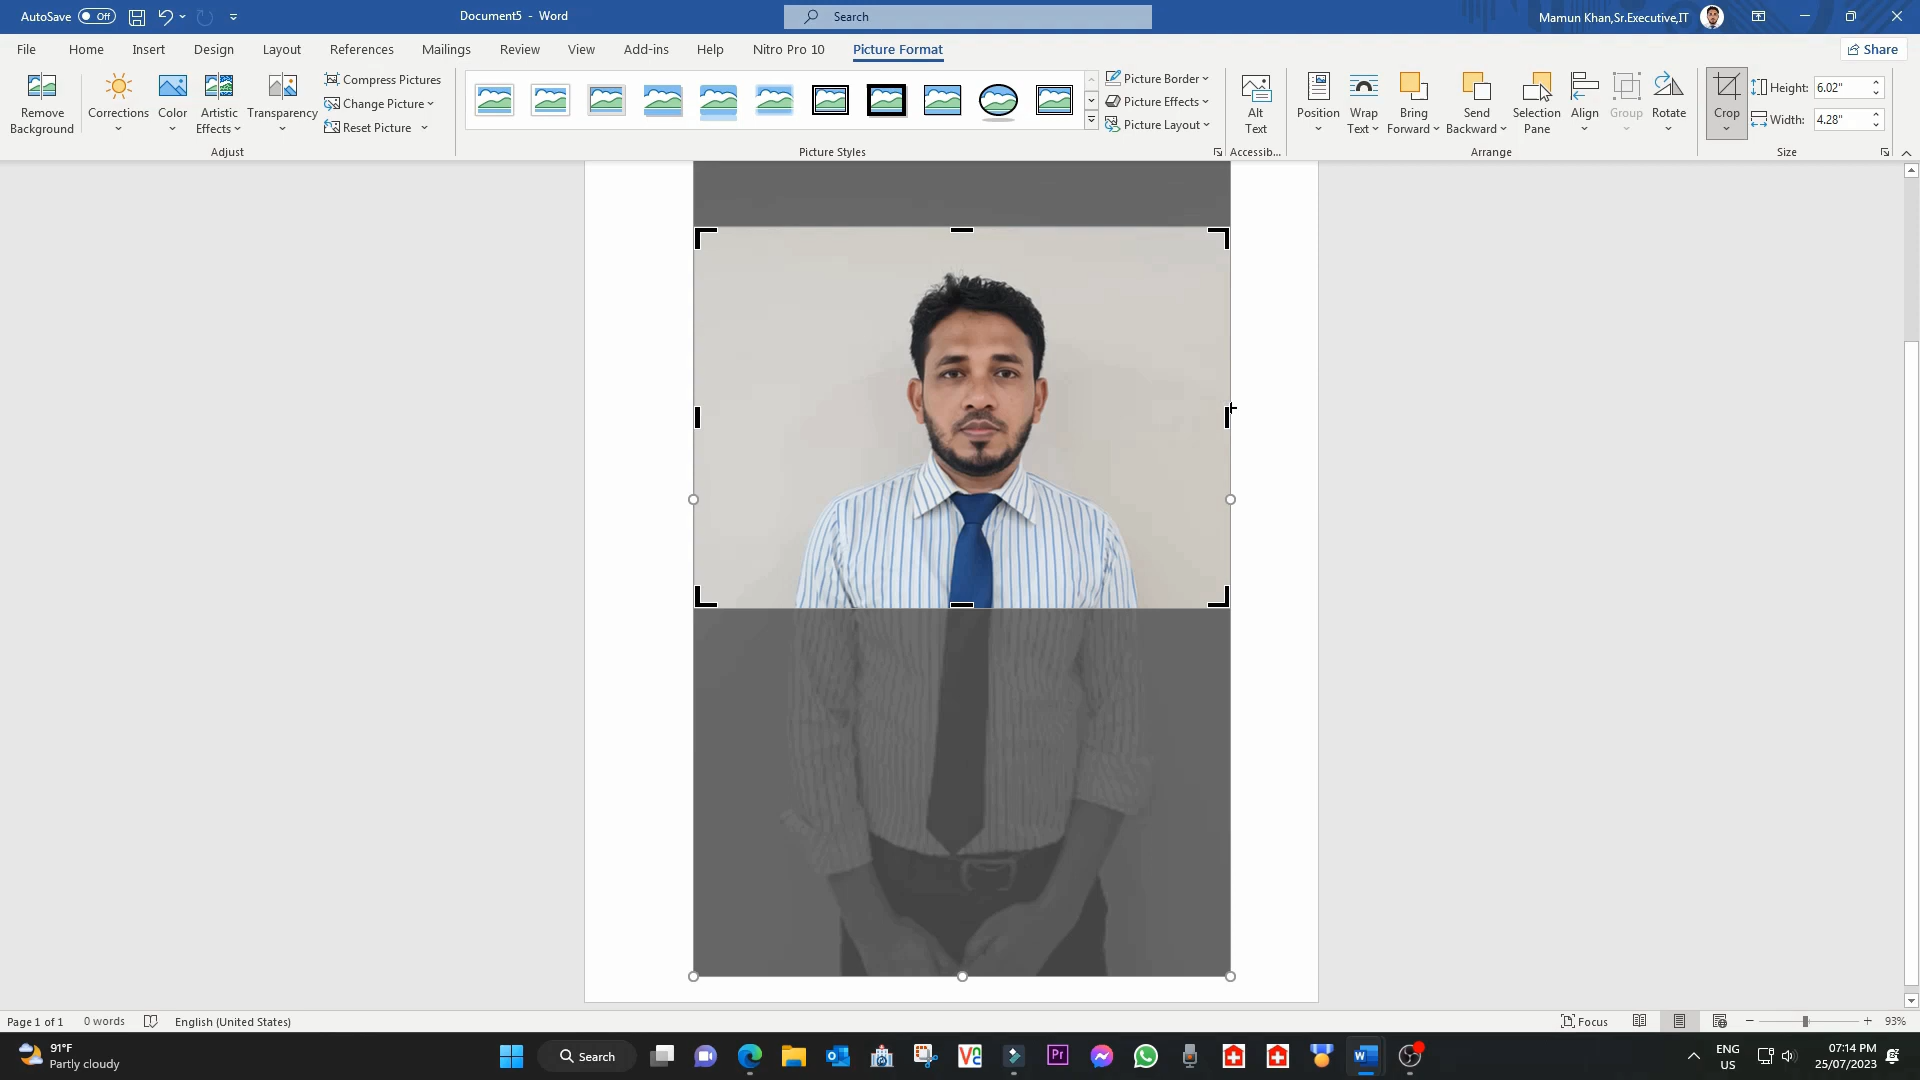 AutoSave Off Document5 - Word Search Mamun Khan,Sr.Executive,IT
File Home Insert Design Layout References Mailings Review View Add-ins Help Nitro Pro 10 Picture Format Share
Remove Background
Corrections
Color
Artistic Effects
Transparency
Compress Pictures
Change Picture
Reset Picture
Adjust
Picture Styles
Picture Border
Picture Effects
Picture Layout
Alt Text
Accessib...
Position
Wrap Text
Bring Forward
Send Backward
Selection Pane
Align
Group
Rotate
Arrange
Crop
Height: 6.02"
Width: 4.28"
Size
Page 1 of 1 0 words English (United States) Focus 93%
91°F
Partly cloudy
Search
Pr
ENG
US
07:14 PM
25/07/2023